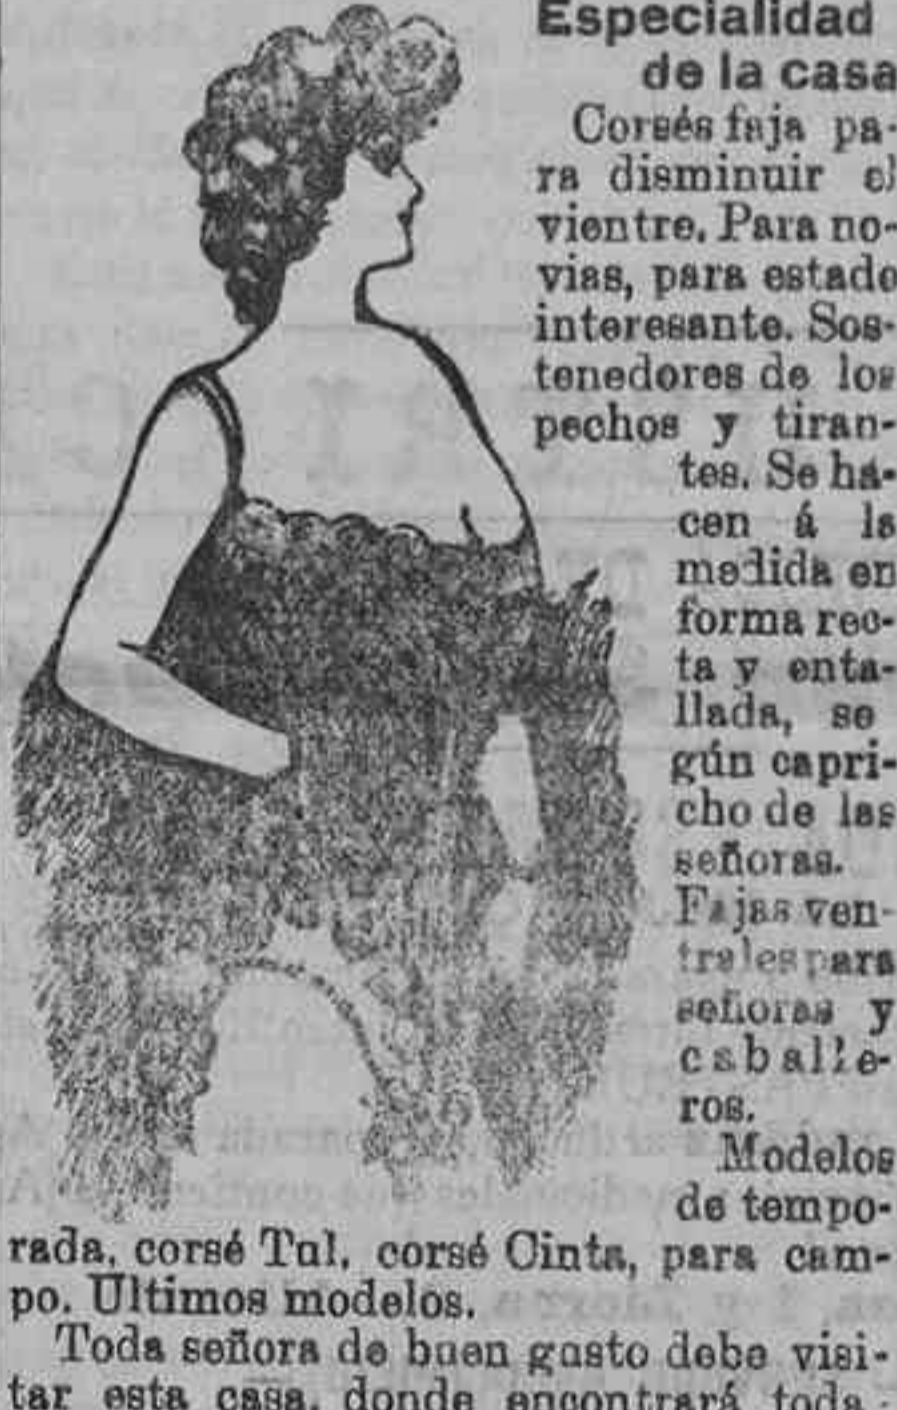 Especialidad
de la casa
Corsés faja pa-
ra disminuir el
vientre. Para no-
vias, para estado
interesante. Sos-
tenedores de los
pechos y tiran-
tes. Se ha-
cen á la
medida en
forma rec-
ta y enta-
llada, se
gún capri-
cho de las
señoras.
Fajas ven-
trales para
señoras y
caballe-
ros.
Modelos
de tempo-
rada, corsé Tul, corsé Cinta, para cam-
po. Ultimos modelos.
Toda señora de buen gusto debe visi-
tar esta casa, donde encontrará toda